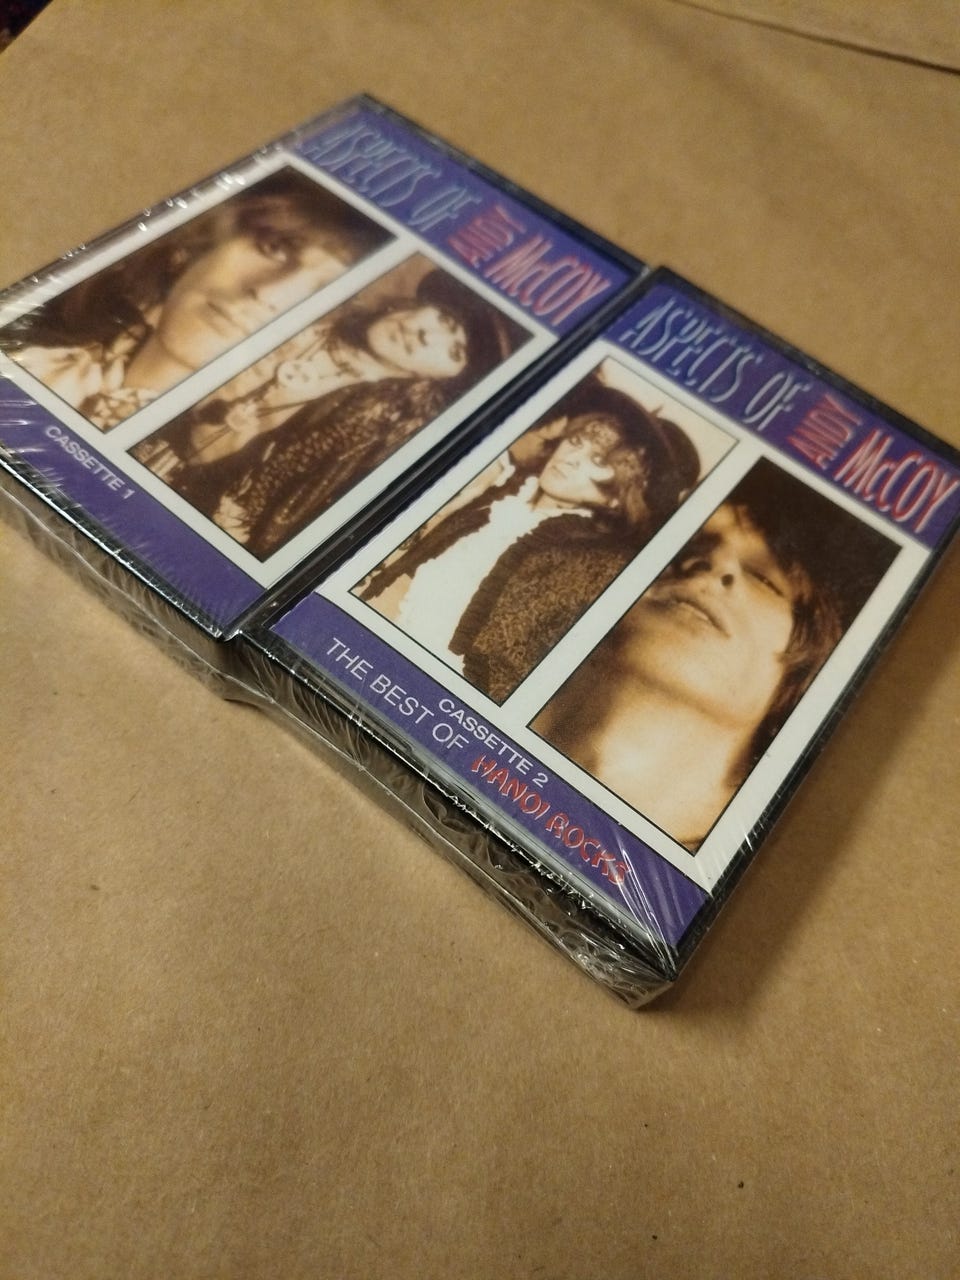 ASPECTS OF
ANDY McCOY
CASSETTE 1
ASPECTS OF
ANDY McCOY
CASSETTE 2
THE BEST OF HANOI ROCKS